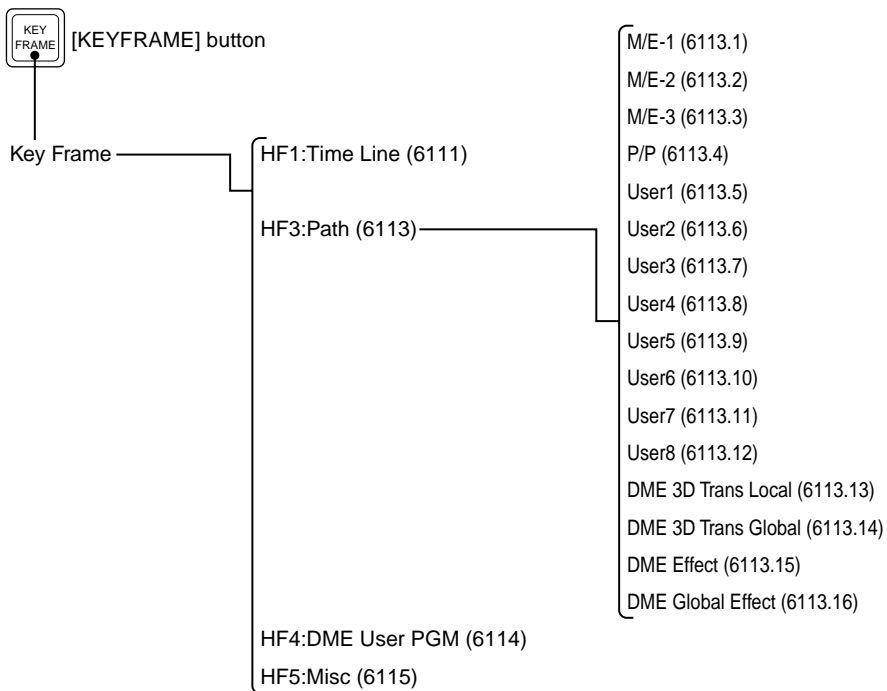 KEY
FRAME
[KEYFRAME] button
Key Frame
HF1:Time Line (6111)
HF3:Path (6113)
HF4:DME User PGM (6114)
HF5:Misc (6115)
M/E-1 (6113.1)
M/E-2 (6113.2)
M/E-3 (6113.3)
P/P (6113.4)
User1 (6113.5)
User2 (6113.6)
User3 (6113.7)
User4 (6113.8)
User5 (6113.9)
User6 (6113.10)
User7 (6113.11)
User8 (6113.12)
DME 3D Trans Local (6113.13)
DME 3D Trans Global (6113.14)
DME Effect (6113.15)
DME Global Effect (6113.16)